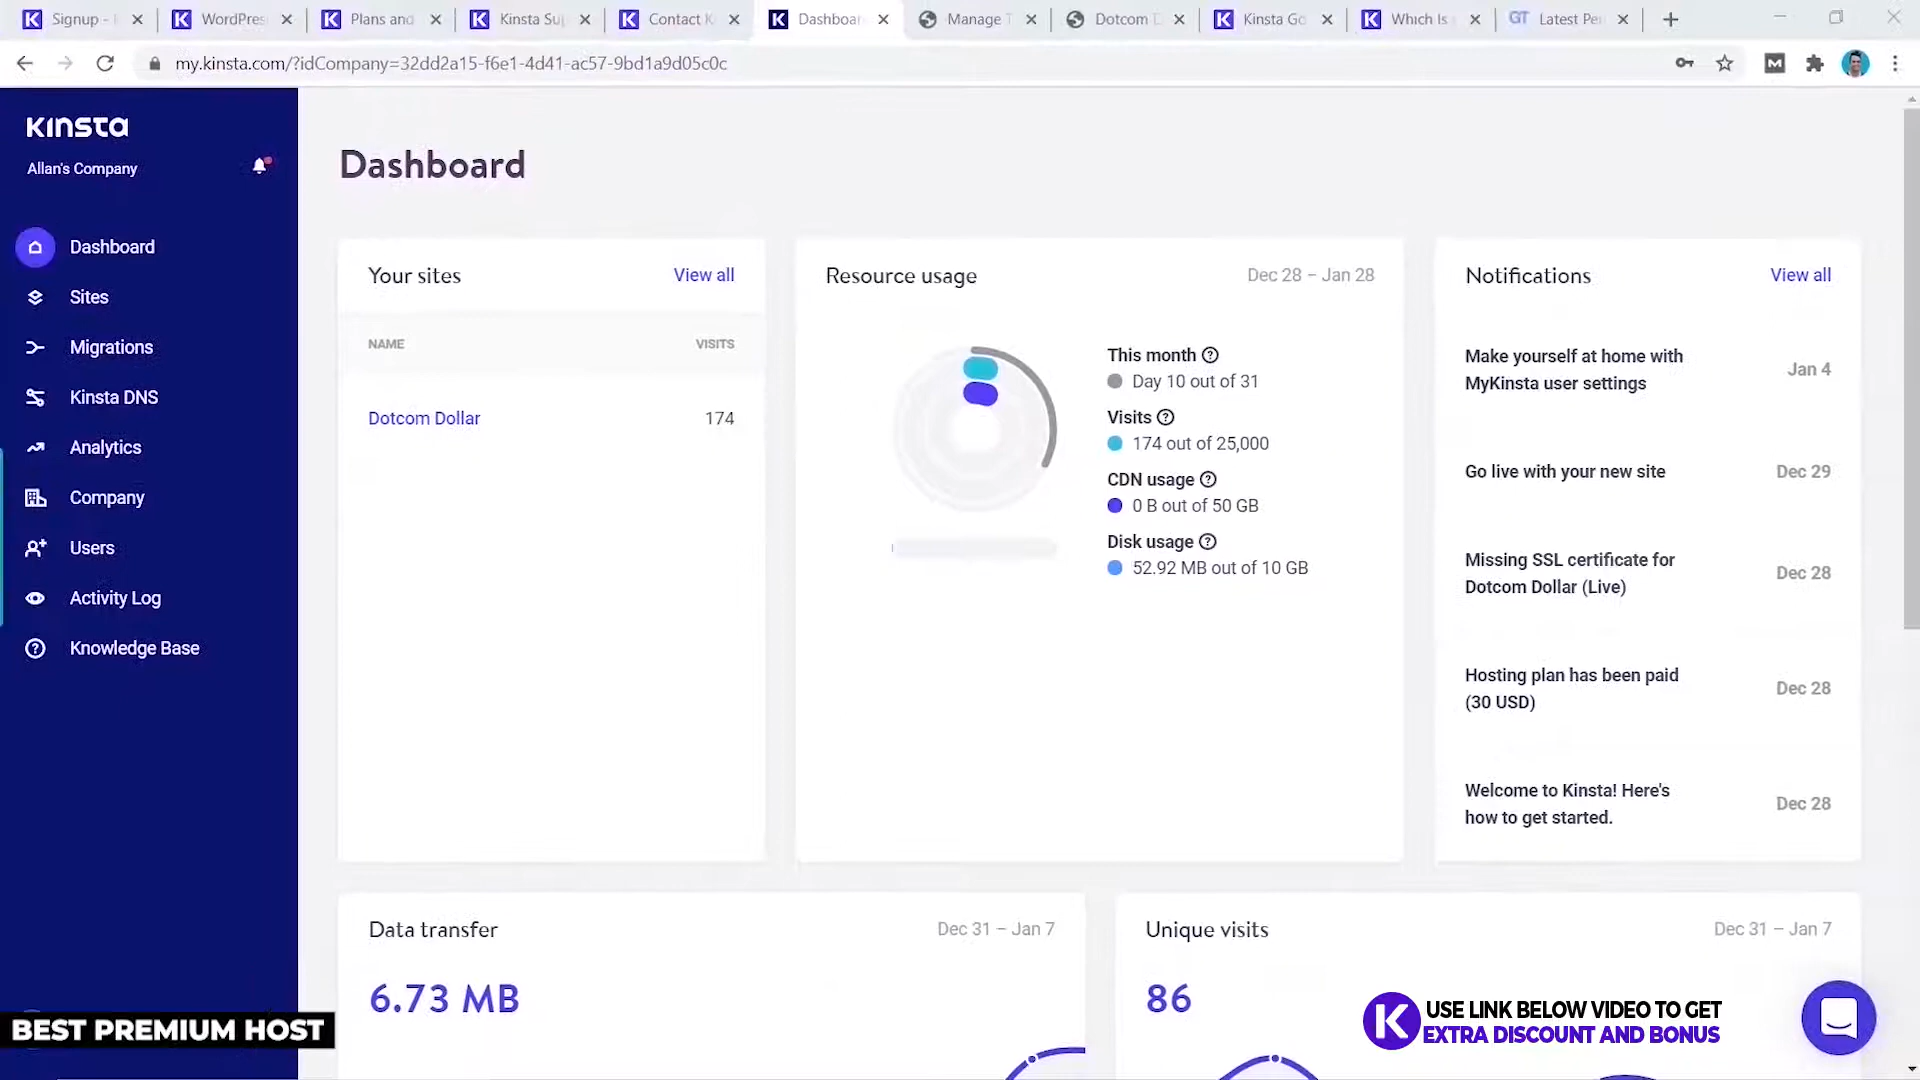 Signup -
WordPres
Plans and
Kinsta Sup
Contact K
Dashboar
Manage T
Dotcom D
Kinsta Go
Which Is
GT
Latest Per
my.kinsta.com/?idCompany=32dd2a15-f6e1-4d41-ac57-9bd1a9d05c0c
KINSTA
Allan's Company
Dashboard
Sites
Migrations
Kinsta DNS
Analytics
Company
Users
Activity Log
Knowledge Base
Dashboard
Your sites
View all
NAME
VISITS
Dotcom Dollar
174
Resource usage
Dec 28 – Jan 28
This month
Day 10 out of 31
Visits
174 out of 25,000
CDN usage
0 B out of 50 GB
Disk usage
52.92 MB out of 10 GB
Notifications
View all
Make yourself at home with
MyKinsta user settings
Jan 4
Go live with your new site
Dec 29
Missing SSL certificate for
Dotcom Dollar (Live)
Dec 28
Hosting plan has been paid
(30 USD)
Dec 28
Welcome to Kinsta! Here's
how to get started.
Dec 28
Data transfer
Dec 31 – Jan 7
6.73 MB
Unique visits
Dec 31 – Jan 7
86
BEST PREMIUM HOST
K
USE LINK BELOW VIDEO TO GET
EXTRA DISCOUNT AND BONUS